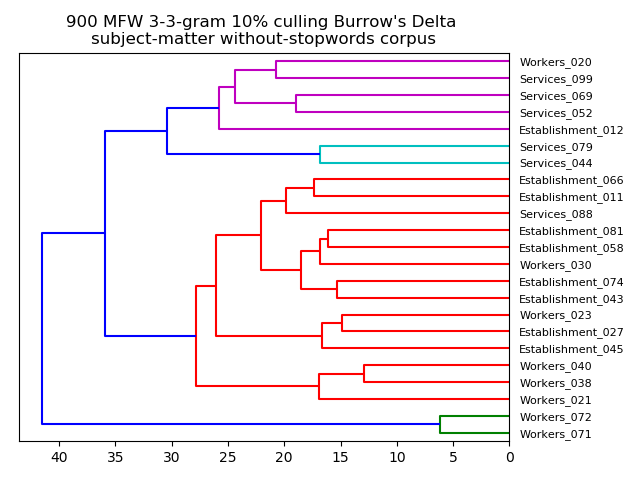 900 MFW 3-3-gram 10% culling Burrow's Delta
subject-matter without-stopwords corpus
Workers_020
Services_099
Services_069
Services_052
Establishment_012
Services_079
Services_044
Establishment_066
Establishment_011
Services_088
Establishment_081
Establishment_058
Workers_030
Establishment_074
Establishment_043
Workers_023
Establishment_027
Establishment_045
Workers_040
Workers_038
Workers_021
Workers_072
Workers_071
40 35 30 25 20 15 10 5 0